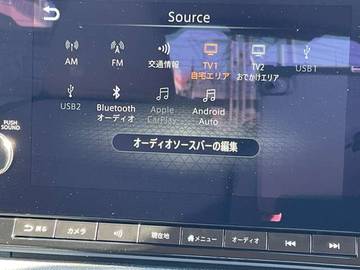 Source
AM
FM
交通情報
TV1
自宅エリア
TV2
おでかけエリア
USB1
USB2
Bluetooth
オーディオ
Apple
CarPlay
Android
Auto
オーディオソースバーの編集
PUSH
SOUND
戻る
カメラ
現在地
メニュー
オーディオ